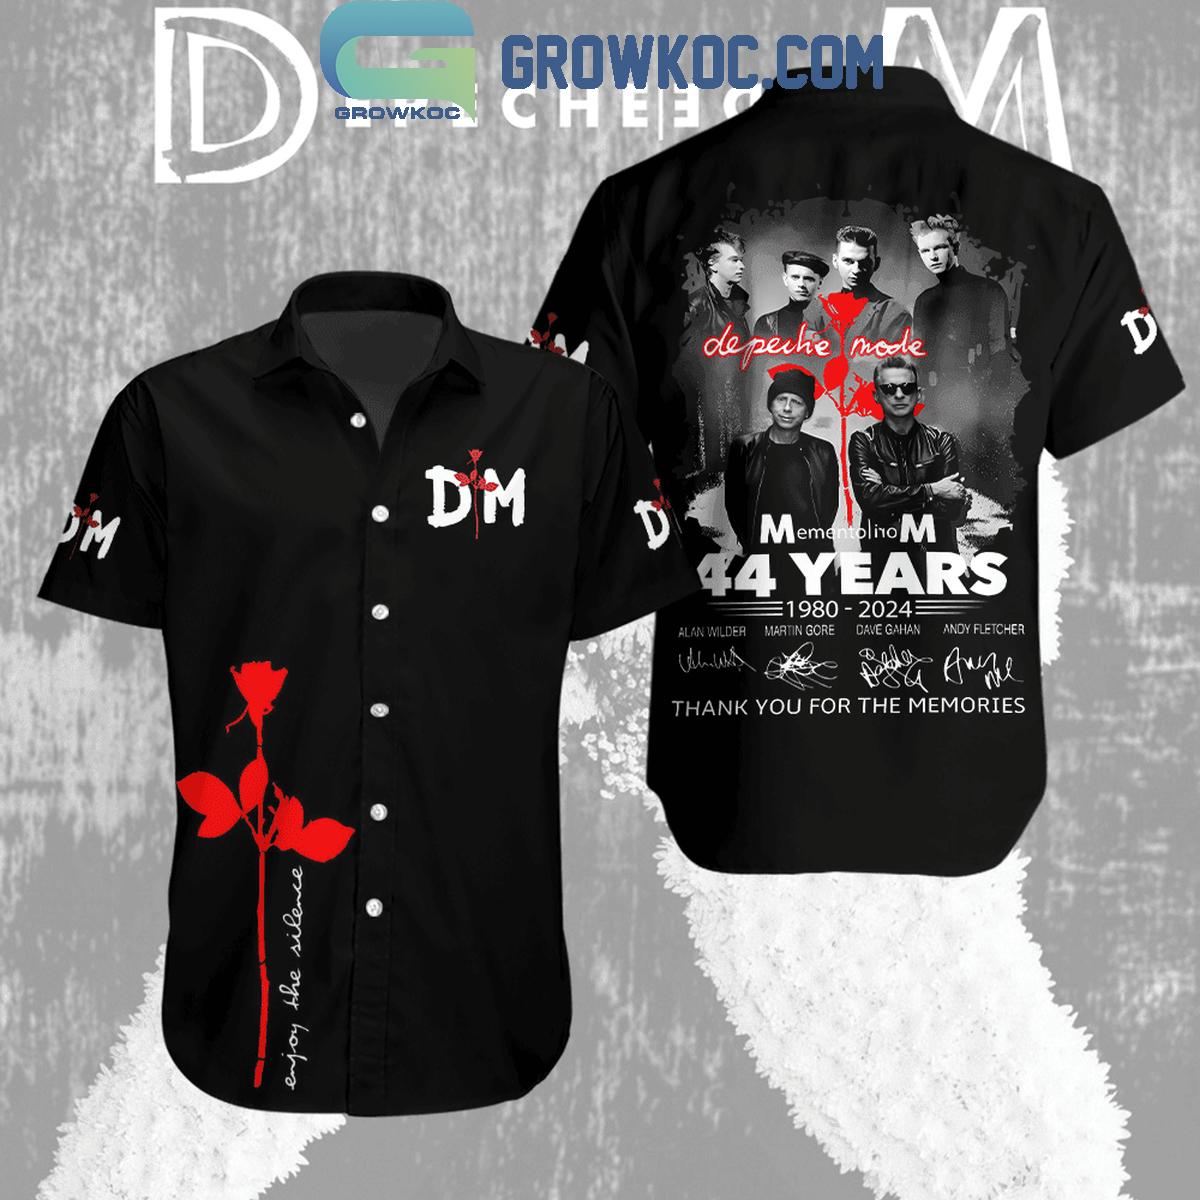 GROWKOC.COM
GROWKOC
DM
DM
DM
enjoy the silence
depeche mode
MementoMoriM
44 YEARS
1980 - 2024
ALAN WILDER MARTIN GORE DAVE GAHAN ANDY FLETCHER
THANK YOU FOR THE MEMORIES